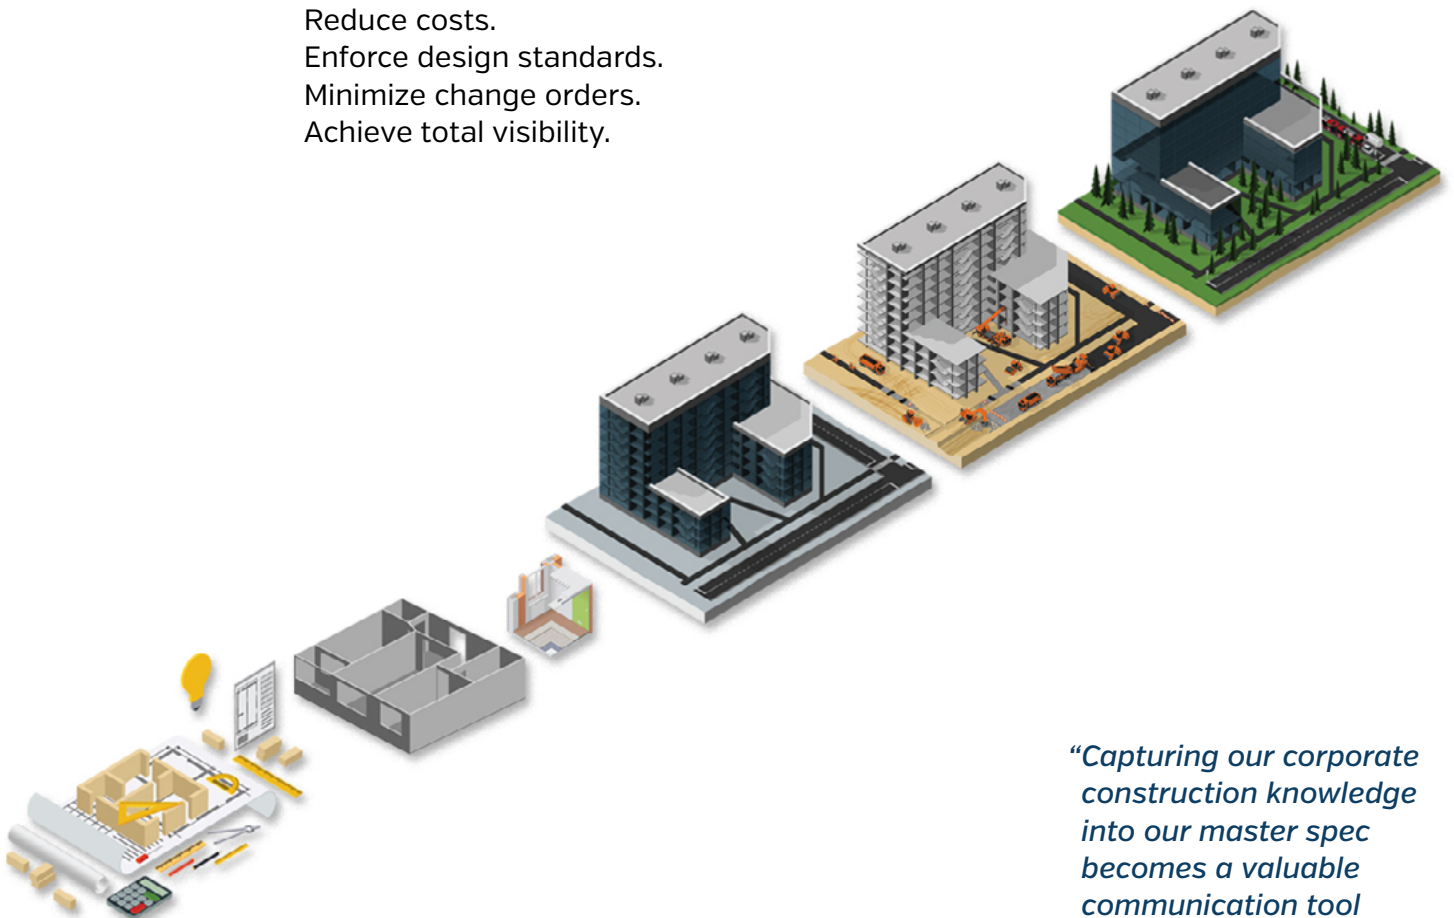 Reduce costs.
Enforce design standards.
Minimize change orders.
Achieve total visibility.
“Capturing our corporate
construction knowledge
into our master spec
becomes a valuable
communication tool